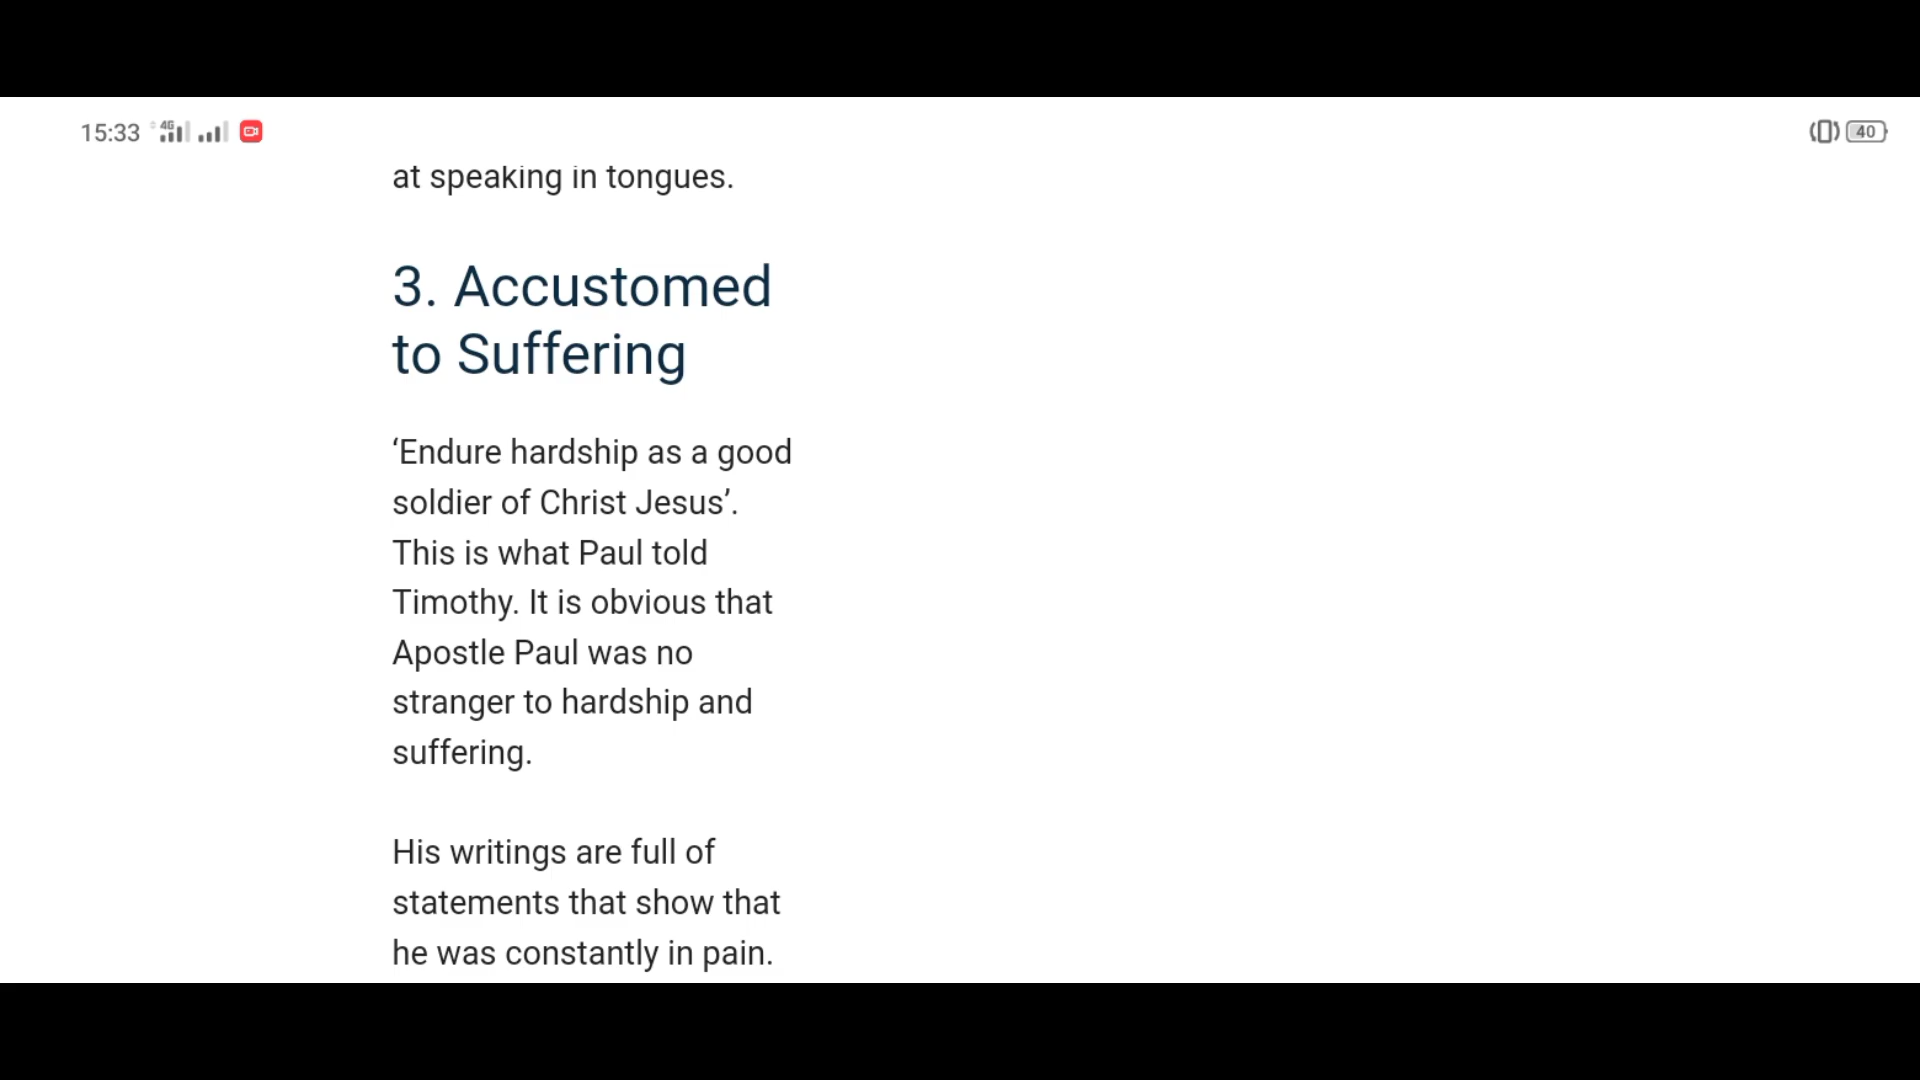 15:33 4G 40
at speaking in tongues.
3. Accustomed
to Suffering
‘Endure hardship as a good
soldier of Christ Jesus’.
This is what Paul told
Timothy. It is obvious that
Apostle Paul was no
stranger to hardship and
suffering.
His writings are full of
statements that show that
he was constantly in pain.